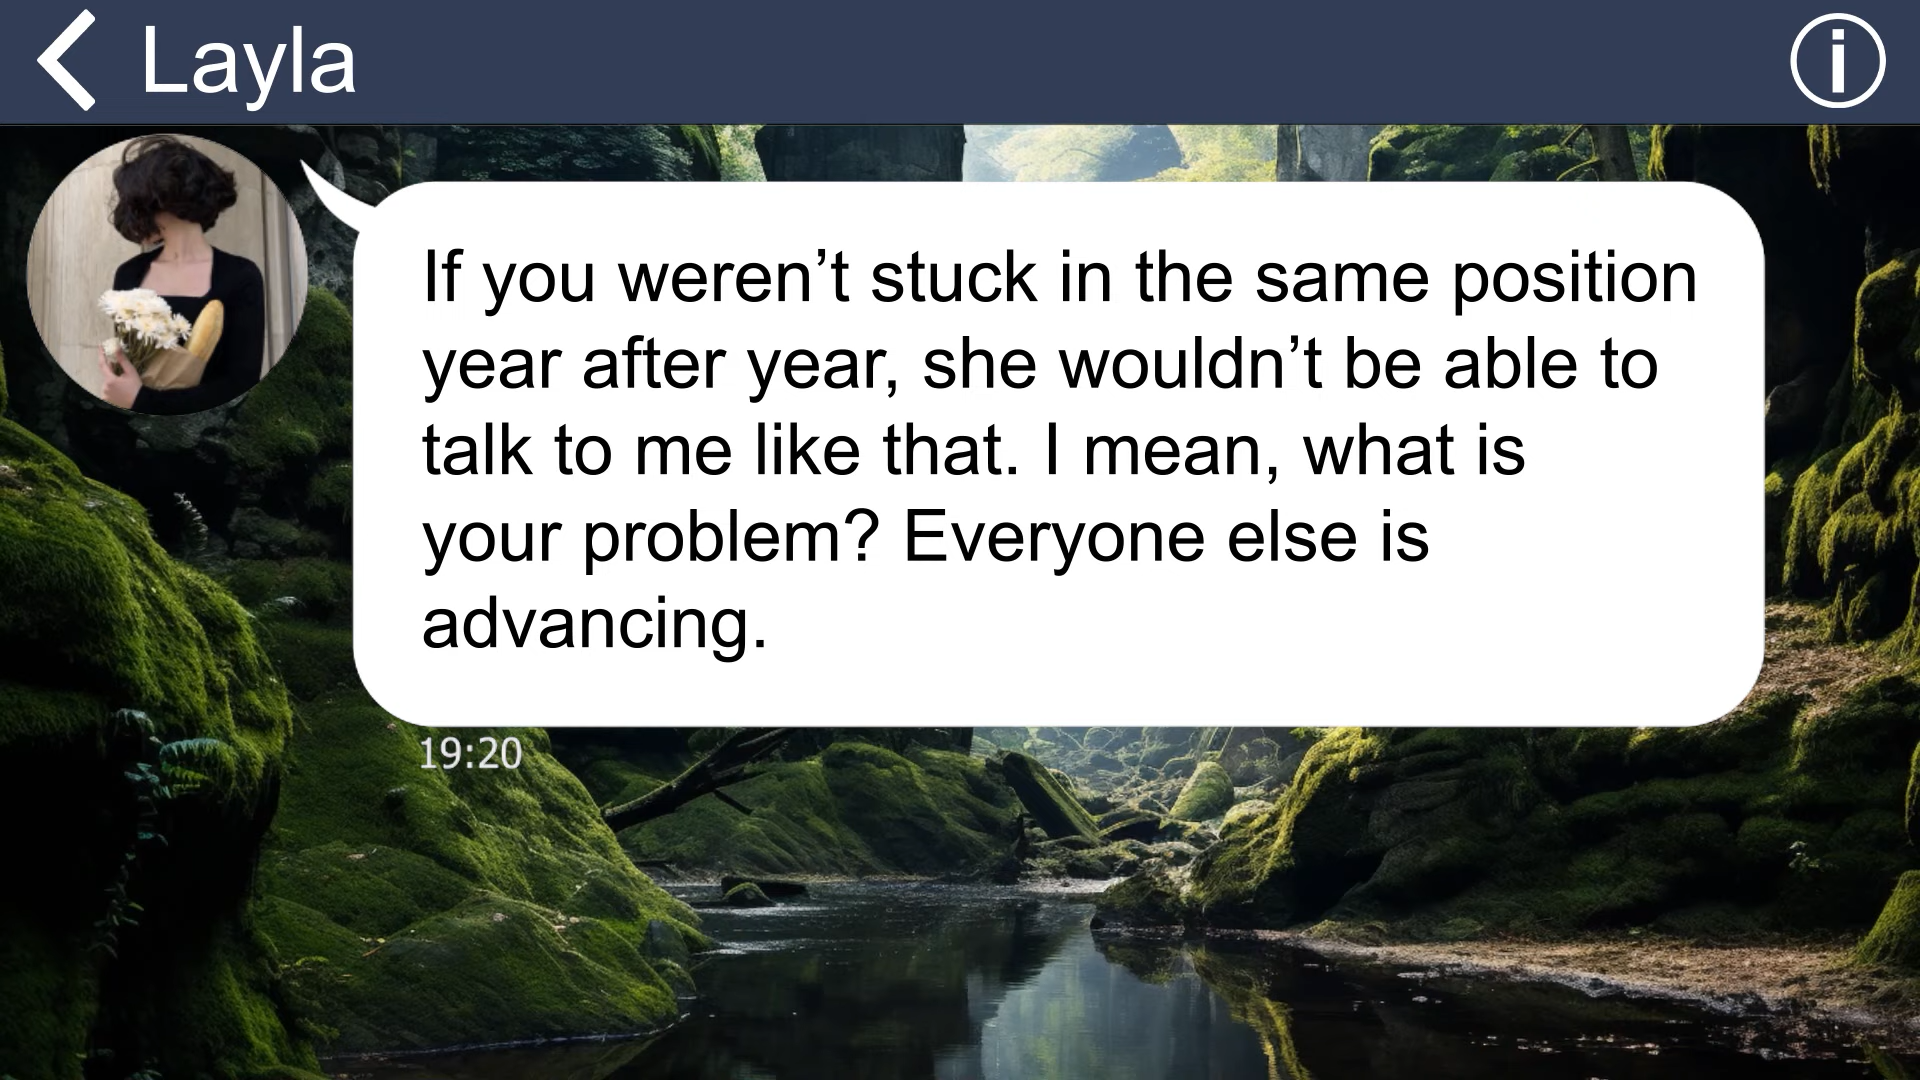 Layla
If you weren’t stuck in the same position
year after year, she wouldn’t be able to
talk to me like that. I mean, what is
your problem? Everyone else is
advancing.
19:20